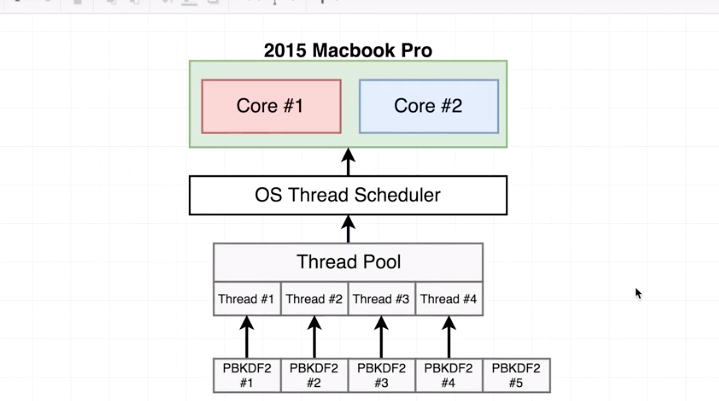 2015 Macbook Pro
Core #1 Core #2
OS Thread Scheduler
Thread Pool
Thread #1 Thread #2 Thread #3 Thread #4
PBKDF2 PBKDF2 PBKDF2 PBKDF2 PBKDF2
#1 #2 #3 #4 #5